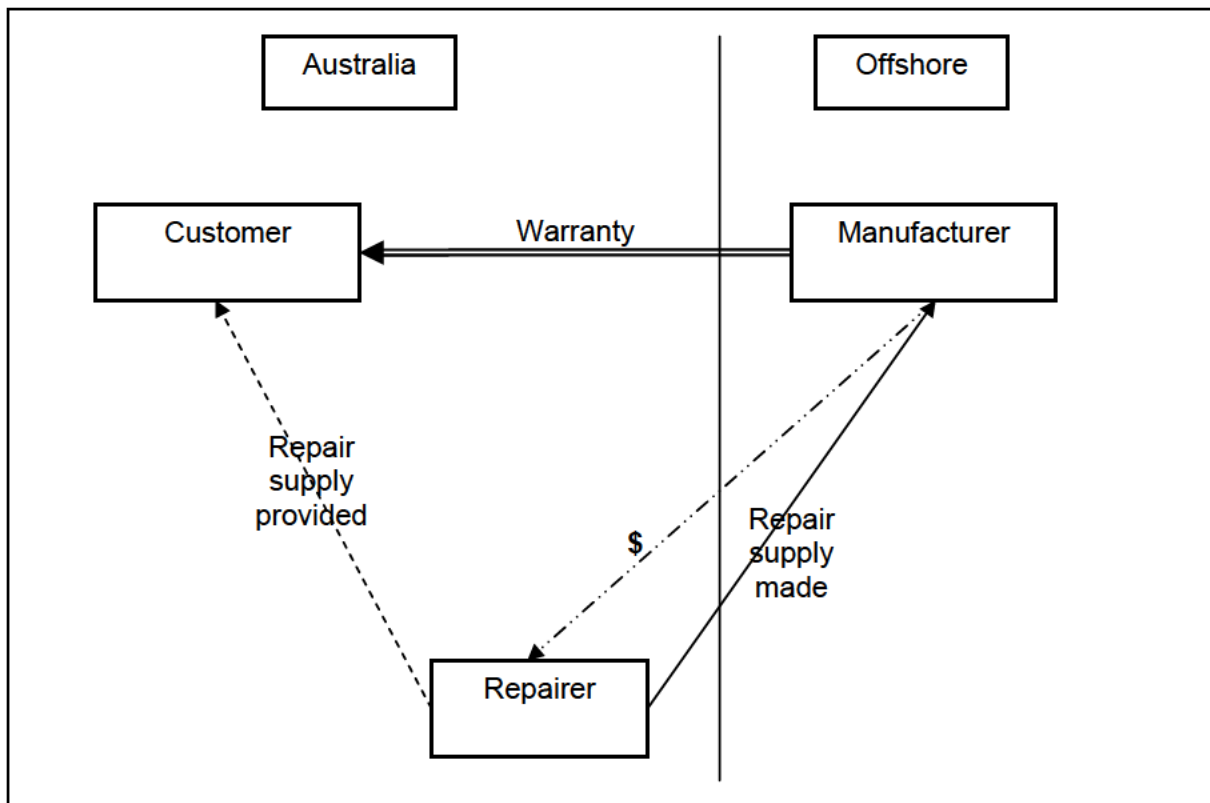 Australia
Offshore
Customer
Warranty
Manufacturer
Repair
supply
provided
$
Repair
supply
made
Repairer